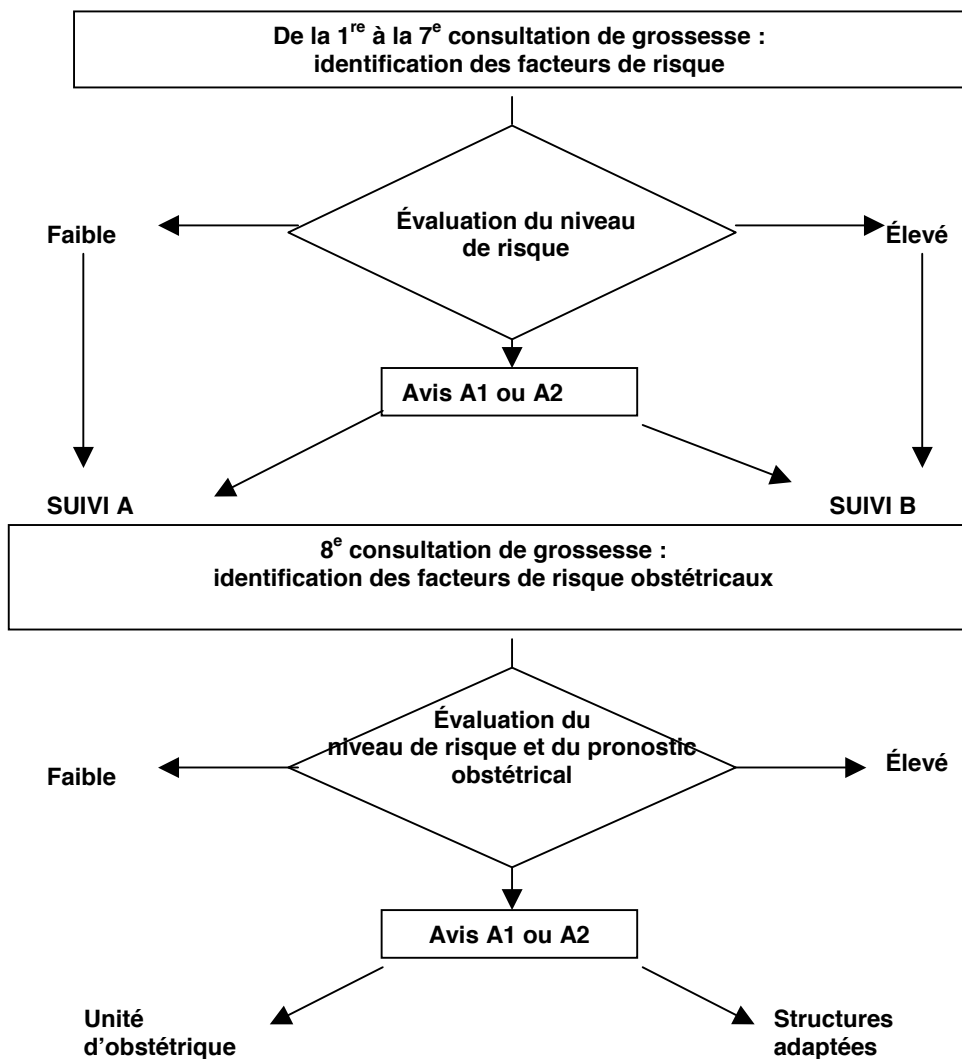 De la 1re à la 7e consultation de grossesse :
identification des facteurs de risque
Évaluation du niveau
de risque
Faible
Élevé
Avis A1 ou A2
SUIVI A
SUIVI B
8e consultation de grossesse :
identification des facteurs de risque obstétricaux
Évaluation du
niveau de risque et du pronostic
obstétrical
Faible
Élevé
Avis A1 ou A2
Unité
d'obstétrique
Structures
adaptées